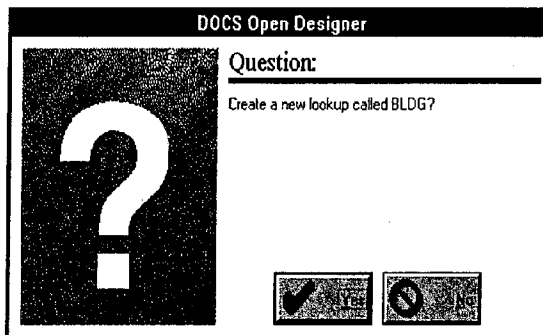 DOCS Open Designer
Question:
Create a new lookup called BLDG?
Yes
No